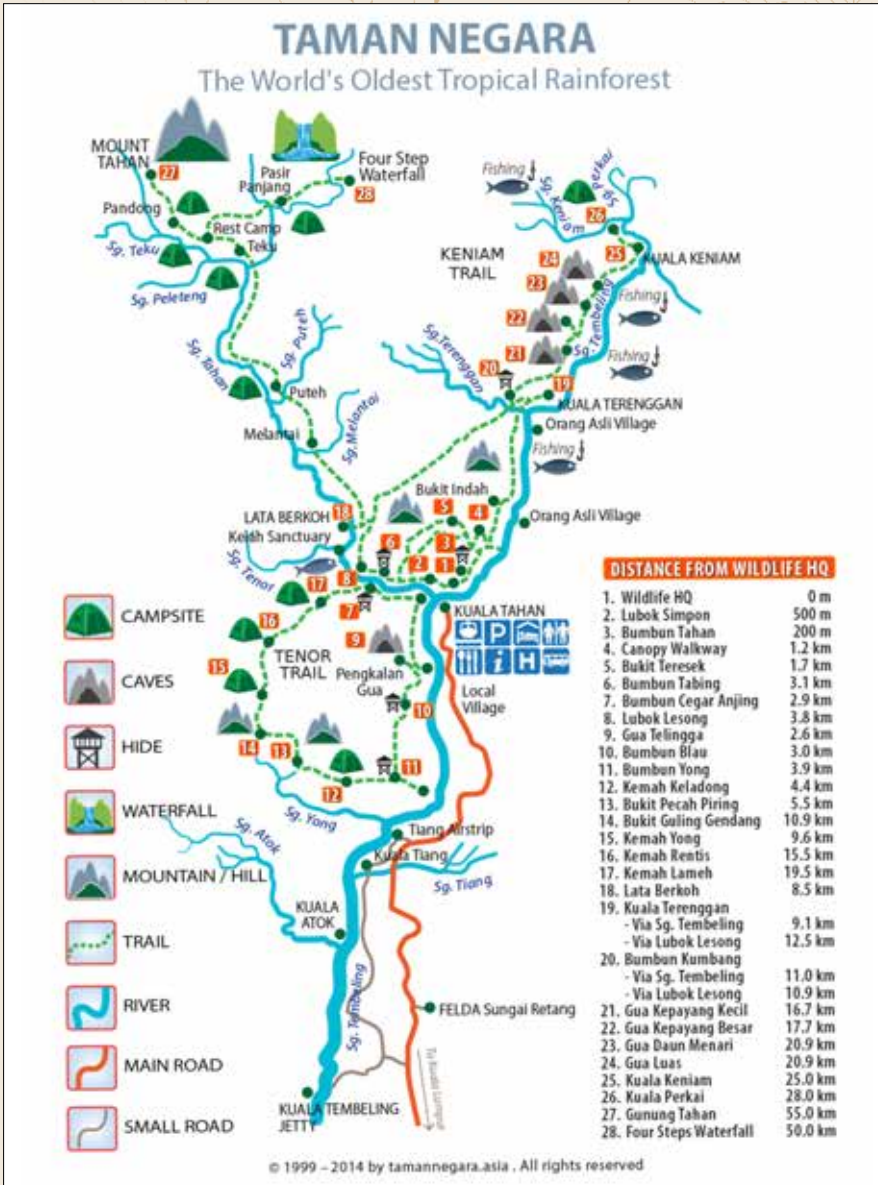 TAMAN NEGARA
The World's Oldest Tropical Rainforest
MOUNT
TAHAN
27
Pasir
Panjang
Four Step
Waterfall
28
Pandong
Rest Camp
Teku
Sg. Teku
Sg. Peleteng
Sg. Tahan
Sg. Puteh
Puteh
Melantai
Sg.Melantai
Fishing
Sg. Keniam
Sg. Perkai
26
KENIAM
TRAIL
24
25
KUALA KENIAM
23
Fishing
22
Sg. Tembeling
21
Fishing
Sg.Terenggan
20
19
KUALA TERENGGAN
Orang Asli Village
Fishing
Bukit Indah
5
4
Orang Asli Village
LATA BERKOH
18
Kelah Sanctuary
6
3
2
1
8
Sg. Tenor
17
7
KUALA TAHAN
P
i
H
16
9
TENOR
TRAIL
15
Pengkalan
Gua
10
Local
Village
14
13
11
12
Sg. Yong
Tiang Airstrip
Kuala Tiang
Sg. Atok
Sg. Tiang
KUALA
ATOK
Sg. Tembeling
FELDA Sungai Retang
To Kuala Lumpur
KUALA TEMBELING
JETTY
CAMPSITE
CAVES
HIDE
WATERFALL
MOUNTAIN / HILL
TRAIL
RIVER
MAIN ROAD
SMALL ROAD
DISTANCE FROM WILDLIFE HQ
1. Wildlife HQ 0 m
2. Lubok Simpon 500 m
3. Bumbun Tahan 200 m
4. Canopy Walkway 1.2 km
5. Bukit Teresek 1.7 km
6. Bumbun Tabing 3.1 km
7. Bumbun Cegar Anjing 2.9 km
8. Lubok Lesong 3.8 km
9. Gua Telingga 2.6 km
10. Bumbun Blau 3.0 km
11. Bumbun Yong 3.9 km
12. Kemah Keladong 4.4 km
13. Bukit Pecah Piring 5.5 km
14. Bukit Guling Gendang 10.9 km
15. Kemah Yong 9.6 km
16. Kemah Rentis 15.5 km
17. Kemah Lameh 19.5 km
18. Lata Berkoh 8.5 km
19. Kuala Terenggan
- Via Sg. Tembeling 9.1 km
- Via Lubok Lesong 12.5 km
20. Bumbun Kumbang
- Via Sg. Tembeling 11.0 km
- Via Lubok Lesong 10.9 km
21. Gua Kepayang Kecil 16.7 km
22. Gua Kepayang Besar 17.7 km
23. Gua Daun Menari 20.9 km
24. Gua Luas 20.9 km
25. Kuala Keniam 25.0 km
26. Kuala Perkai 28.0 km
27. Gunung Tahan 55.0 km
28. Four Steps Waterfall 50.0 km
© 1999 – 2014 by tamannegara.asia . All rights reserved